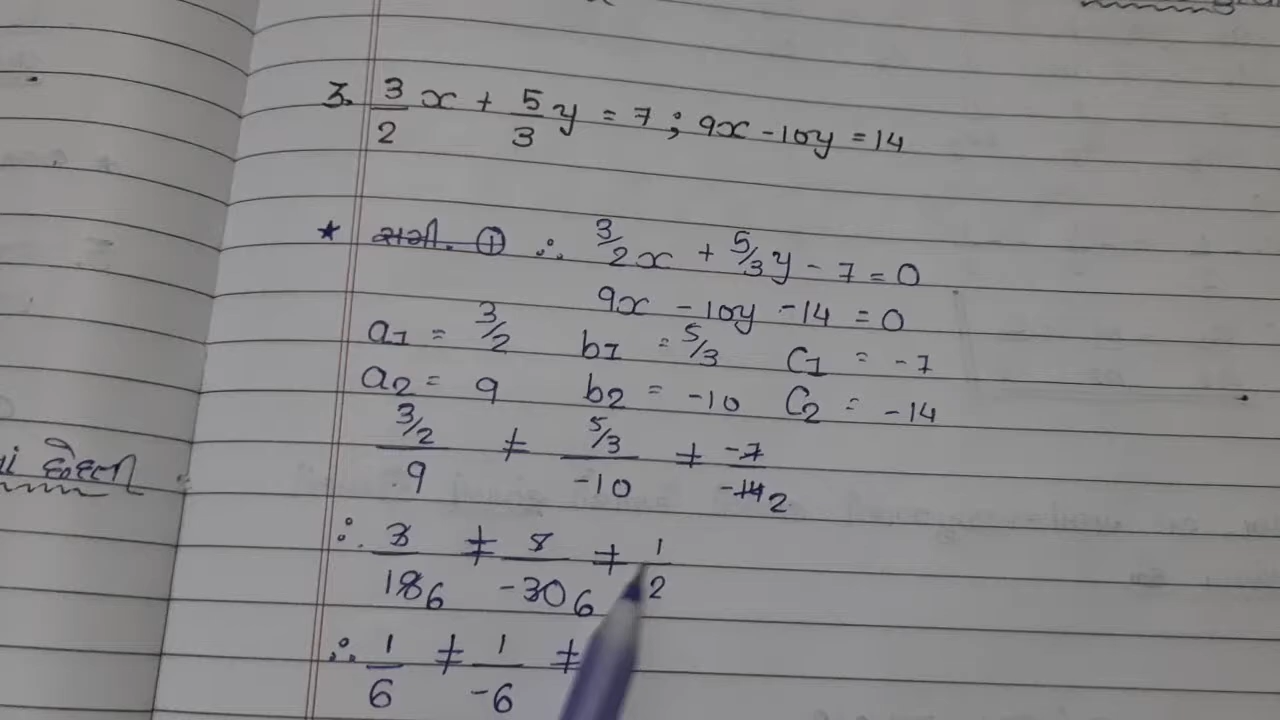 3. 3/2 x + 5/3 y = 7 ; 9x - 10y = 14
* ∴ 3/2 x + 5/3 y - 7 = 0
9x - 10y - 14 = 0
a1 = 3/2 b1 = 5/3 C1 = -7
a2 = 9 b2 = -10 C2 = -14
3/2 / 9 ≠ 5/3 / -10 ≠ -7 / -14 2
∴ 3/18 6 ≠ 5/-30 6 ≠ 1/2
∴ 1/6 ≠ 1/-6 ≠